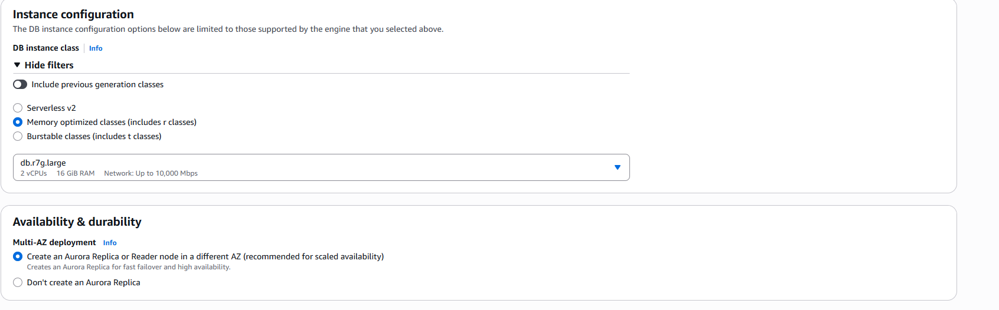 Instance configuration
The DB instance configuration options below are limited to those supported by the engine that you selected above.
DB instance class Info
Hide filters
Include previous generation classes
Serverless v2
Memory optimized classes (includes r classes)
Burstable classes (includes t classes)
db.r7g.large
2 vCPUs 16 GiB RAM Network: Up to 10,000 Mbps
Availability & durability
Multi-AZ deployment Info
Create an Aurora Replica or Reader node in a different AZ (recommended for scaled availability)
Creates an Aurora Replica for fast failover and high availability.
Don't create an Aurora Replica